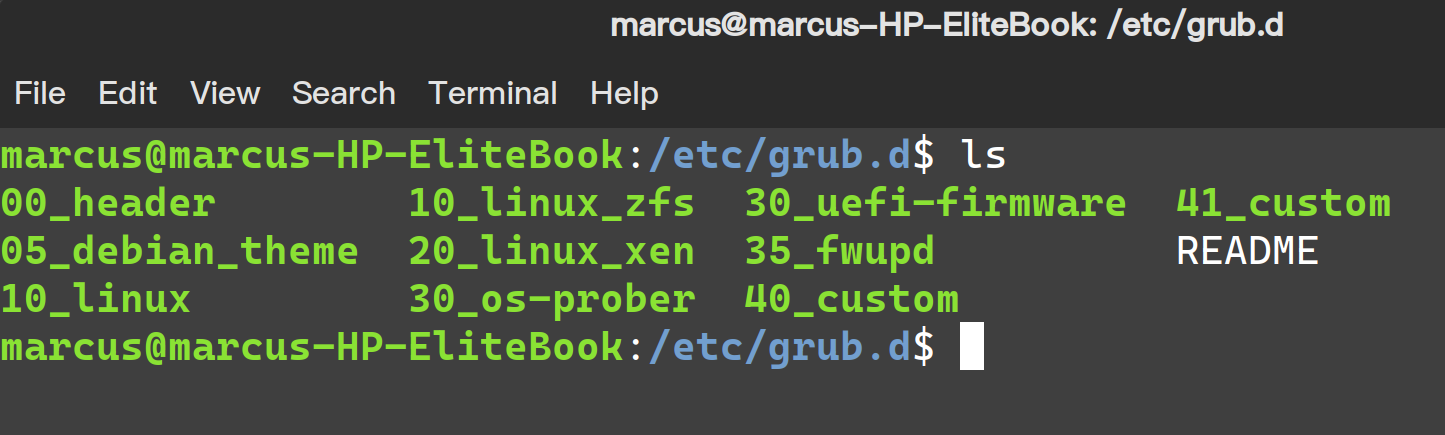 marcus@marcus-HP-EliteBook: /etc/grub.d
File Edit View Search Terminal Help
marcus@marcus-HP-EliteBook:/etc/grub.d$ ls
00_header 10_linux_zfs 30_uefi-firmware 41_custom
05_debian_theme 20_linux_xen 35_fwupd README
10_linux 30_os-prober 40_custom
marcus@marcus-HP-EliteBook:/etc/grub.d$